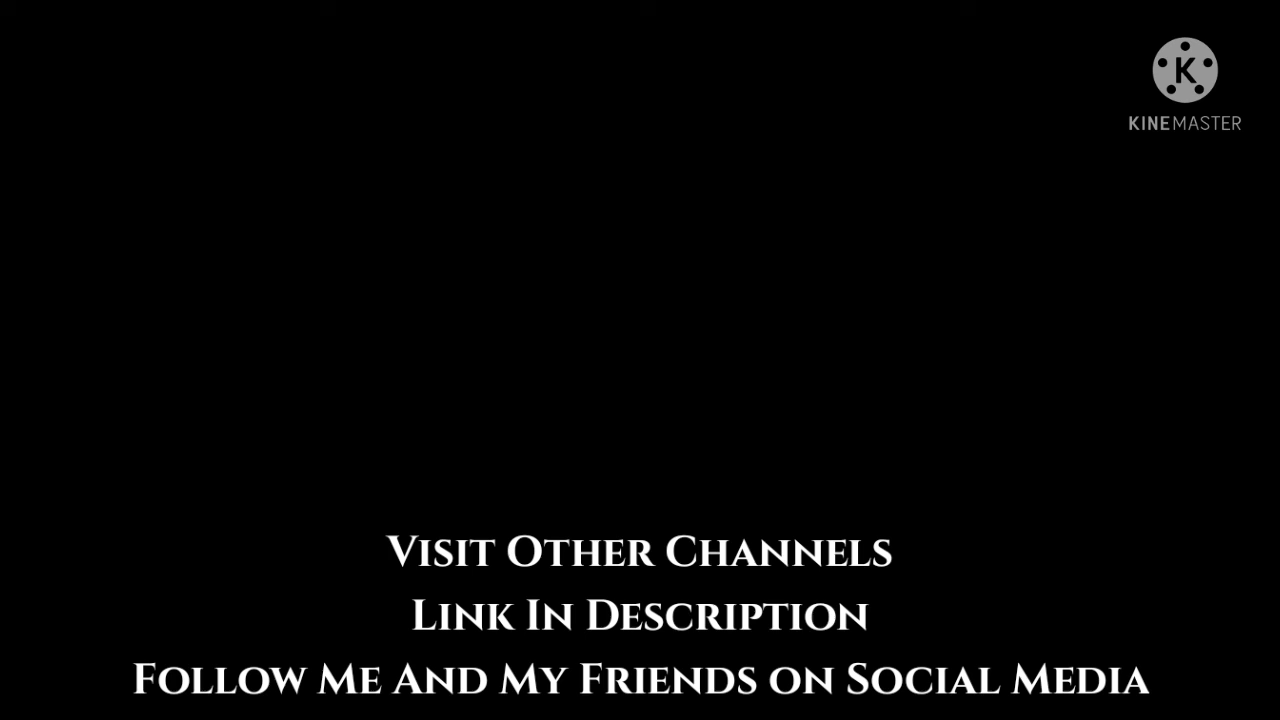 K
KINEMASTER
Visit Other Channels
Link In Description
Follow Me And My Friends on Social Media